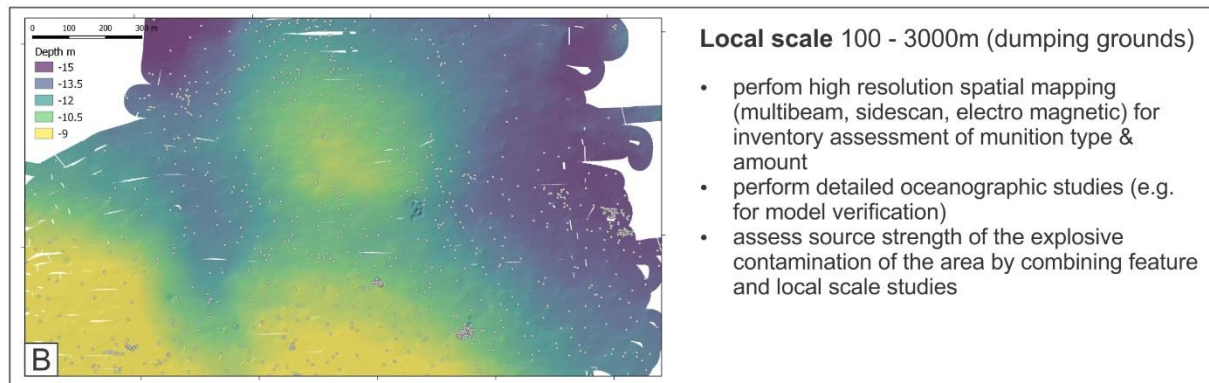 0 100 200 300 m
Depth m
-15
-13.5
-12
-10.5
-9
B
Local scale 100 - 3000m (dumping grounds)
• perfom high resolution spatial mapping
(multibeam, sidescan, electro magnetic) for
inventory assessment of munition type &
amount
• perform detailed oceanographic studies (e.g.
for model verification)
• assess source strength of the explosive
contamination of the area by combining feature
and local scale studies